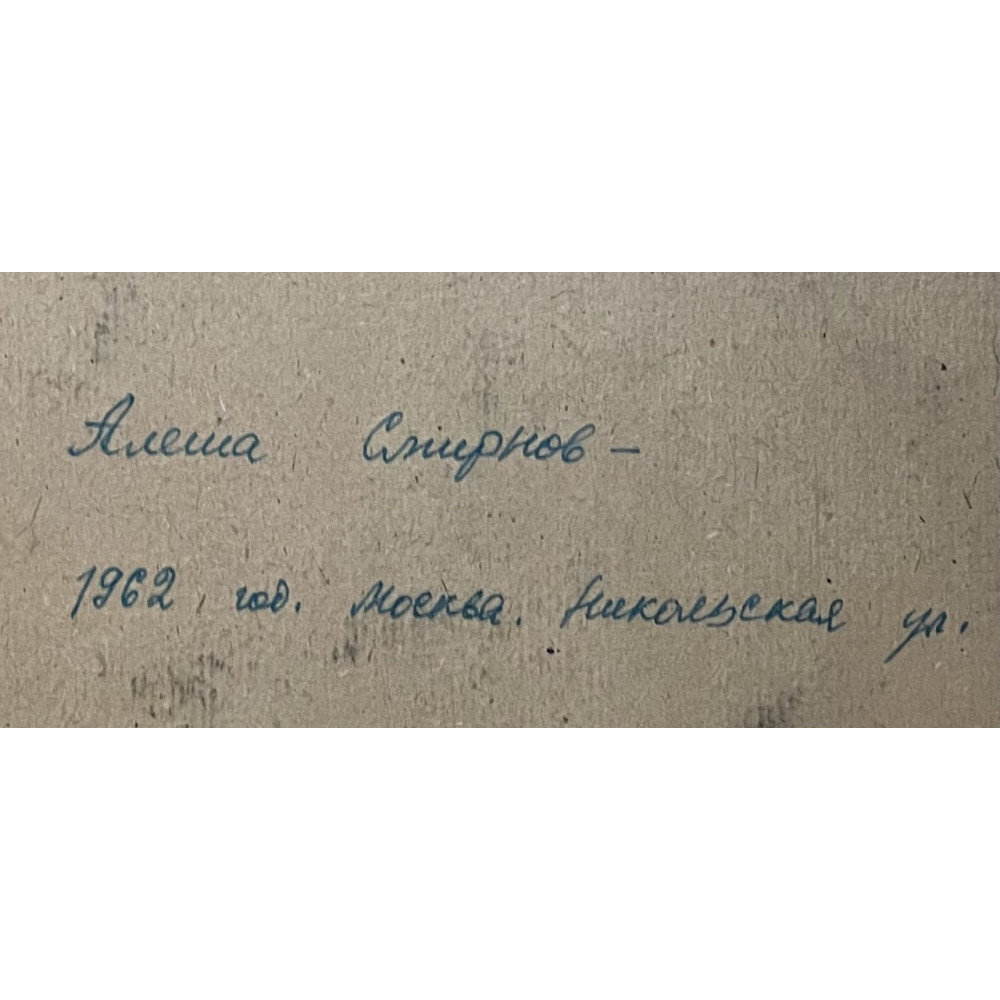 Алеша Смирнов –
1962 год. Москва. Никольская ул.